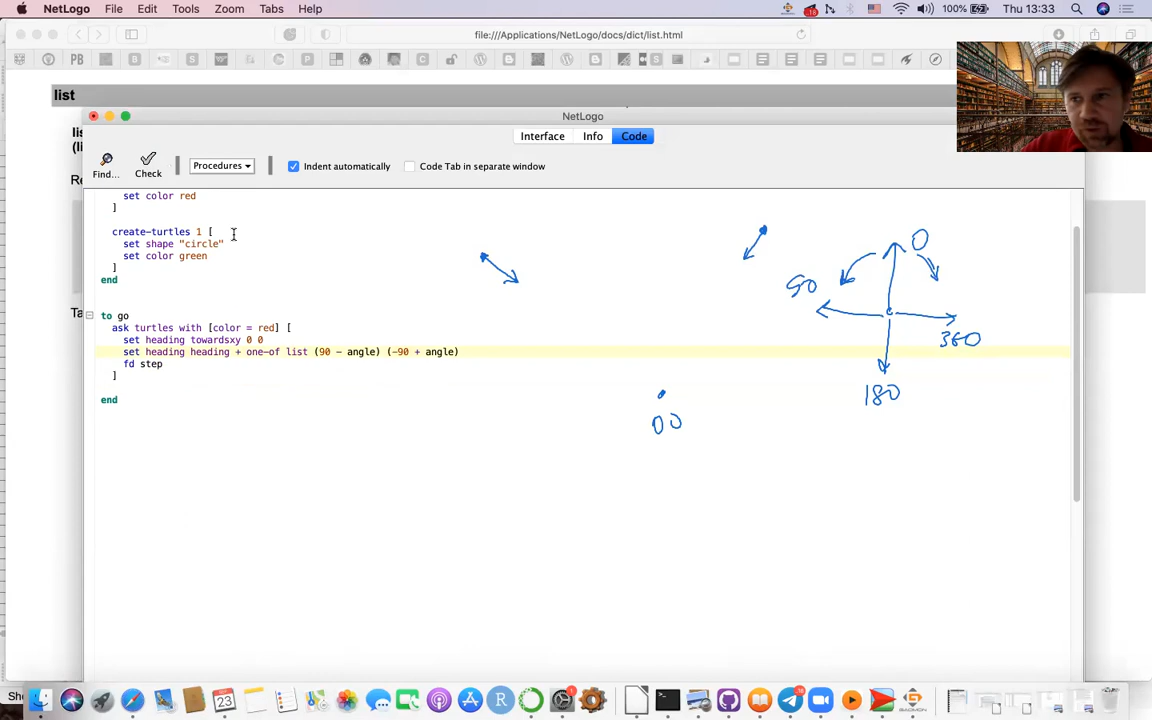 NetLogo File Edit Tools Zoom Tabs Help 100% Thu 13:33
file:///Applications/NetLogo/docs/dict/list.html
list
NetLogo
Interface Info Code
Find... Check Procedures Indent automatically Code Tab in separate window
set color red
]
create-turtles 1 [
set shape "circle"
set color green
]
end
to go
ask turtles with [color = red] [
set heading towardsxy 0 0
set heading heading + one-of list (90 - angle) (-90 + angle)
fd step
]
end
0
90
360
180
00